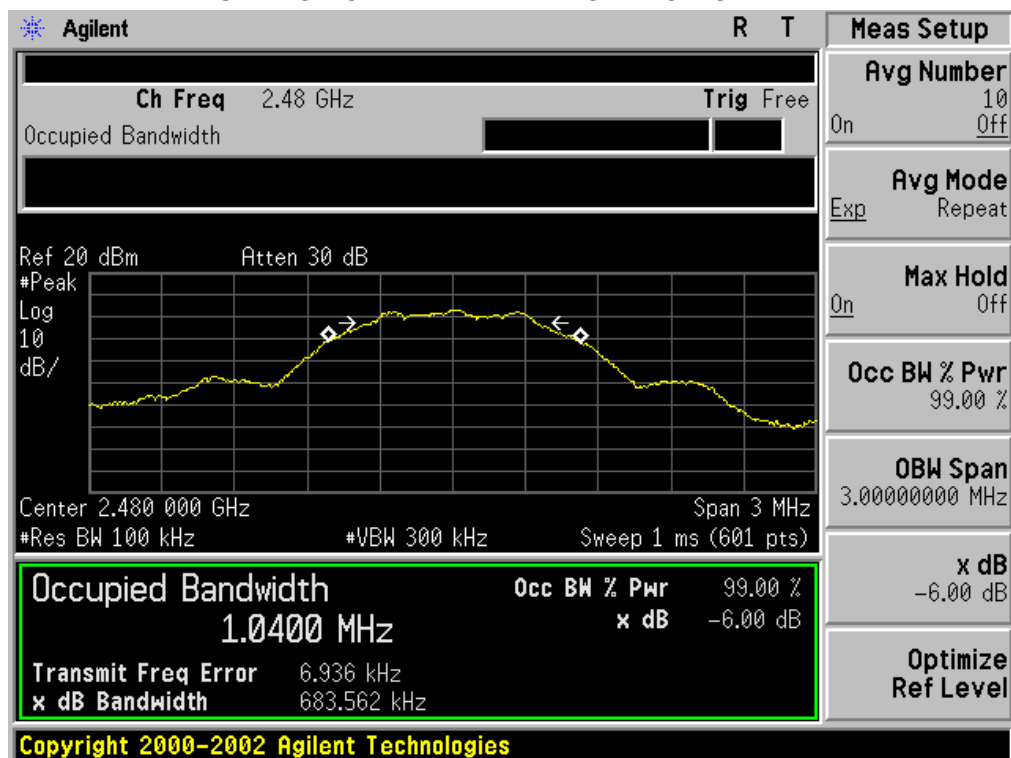 Agilent R T Meas Setup
Ch Freq 2.48 GHz Trig Free
Occupied Bandwidth
Avg Number
10
On Off
Avg Mode
Exp Repeat
Max Hold
On Off
Occ BW % Pwr
99.00 %
OBW Span
3.00000000 MHz
x dB
-6.00 dB
Optimize
Ref Level
Ref 20 dBm Atten 30 dB
#Peak
Log
10
dB/
Center 2.480 000 GHz Span 3 MHz
#Res BW 100 kHz #VBW 300 kHz Sweep 1 ms (601 pts)
Occupied Bandwidth Occ BW % Pwr 99.00 %
1.0400 MHz x dB -6.00 dB
Transmit Freq Error 6.936 kHz
x dB Bandwidth 683.562 kHz
Copyright 2000-2002 Agilent Technologies